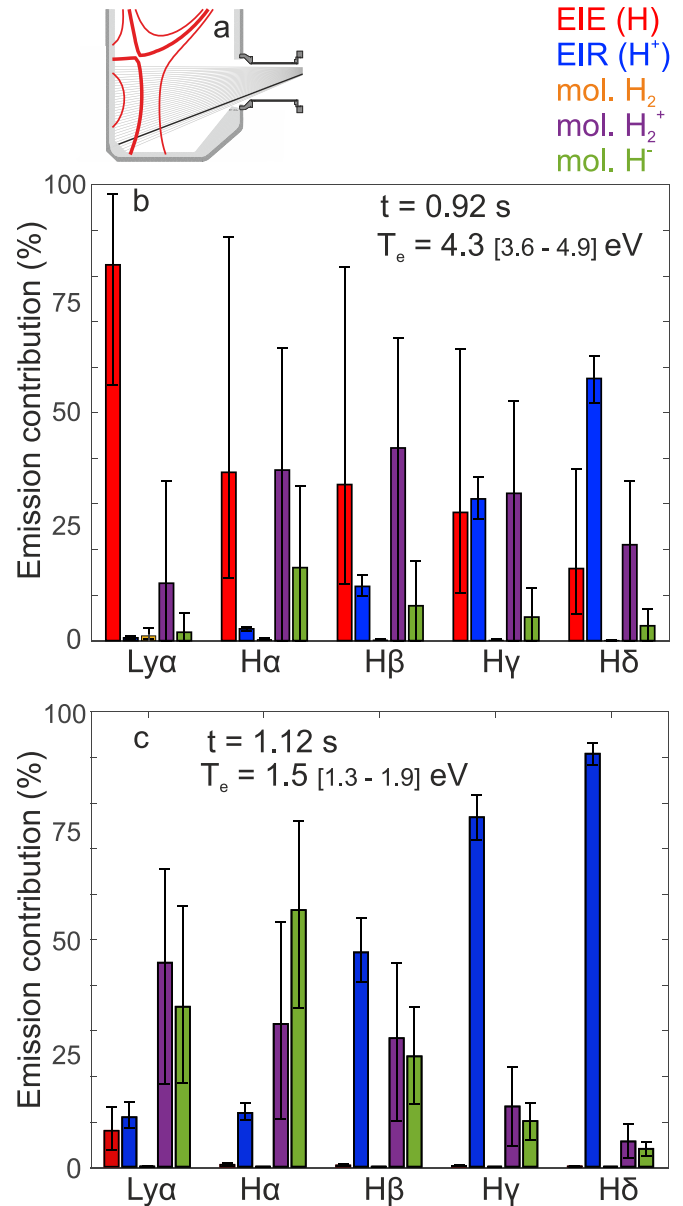 a
EIE (H)
EIR (H⁺)
mol. H₂
mol. H₂⁺
mol. H⁻
b
t = 0.92 s
Tₑ = 4.3 [3.6 - 4.9] eV
Emission contribution (%)
100
75
50
25
0
Lyα Hα Hβ Hγ Hδ
c
t = 1.12 s
Tₑ = 1.5 [1.3 - 1.9] eV
Emission contribution (%)
100
75
50
25
0
Lyα Hα Hβ Hγ Hδ